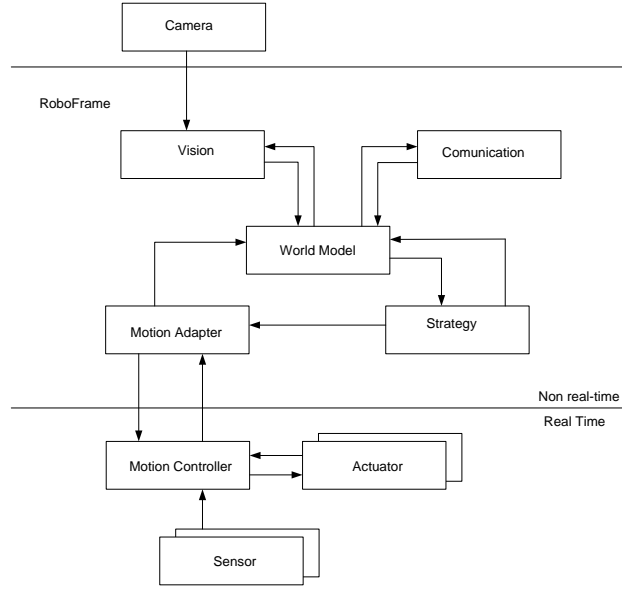 Camera
RoboFrame
Vision
Comunication
World Model
Motion Adapter
Strategy
Non real-time
Real Time
Motion Controller
Actuator
Sensor